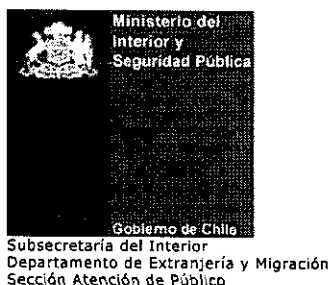 Ministerio del
Interior y
Seguridad Pública
Gobierno de Chile
Subsecretaría del Interior
Departamento de Extranjería y Migración
Sección Atención de Público